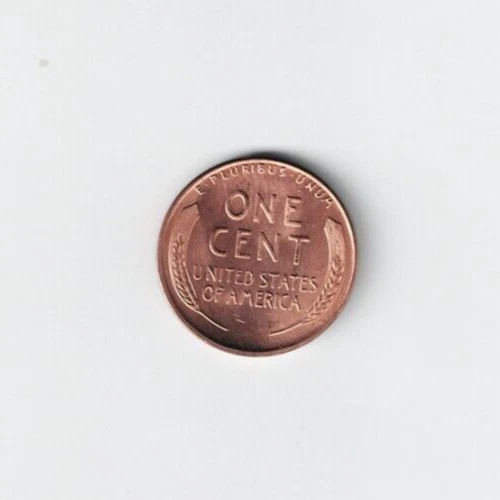 E PLURIBUS UNUM
ONE
CENT
UNITED STATES
OF AMERICA